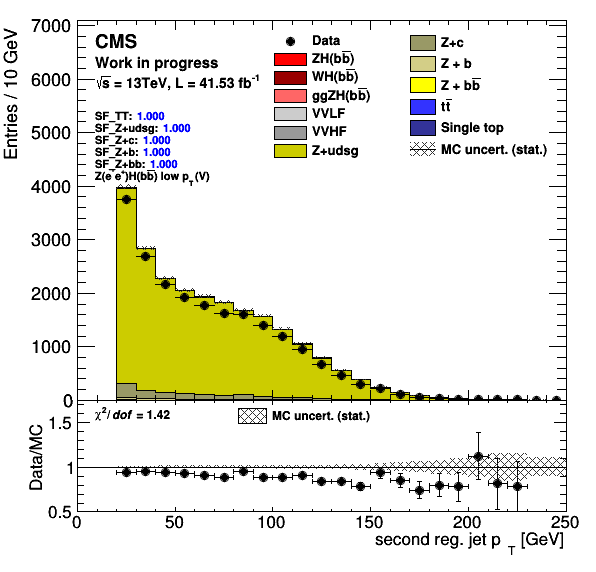 CMS
Work in progress
√s = 13TeV, L = 41.53 fb⁻¹
SF_TT: 1.000
SF_Z+udsg: 1.000
SF_Z+c: 1.000
SF_Z+b: 1.000
SF_Z+bb: 1.000
Z(e⁻e⁺)H(bb̅) low p_T(V)
Data
ZH(bb̅)
WH(bb̅)
ggZH(bb̅)
VVLF
VVHF
Z+udsg
Z+c
Z + b
Z + bb̅
tt̅
Single top
MC uncert. (stat.)
Entries / 10 GeV
7000
6000
5000
4000
3000
2000
1000
0
χ²/dof = 1.42
MC uncert. (stat.)
Data/MC
1.5
1
0.5
0
50
100
150
200
250
second reg. jet p_T [GeV]